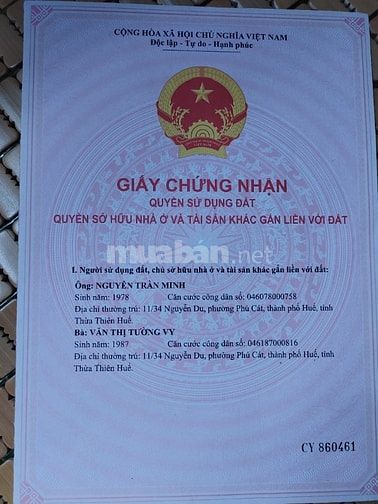 CỘNG HÒA XÃ HỘI CHỦ NGHĨA VIỆT NAM
Độc lập - Tự do - Hạnh phúc
GIẤY CHỨNG NHẬN
QUYỀN SỬ DỤNG ĐẤT
QUYỀN SỞ HỮU NHÀ Ở VÀ TÀI SẢN KHÁC GẮN LIỀN VỚI ĐẤT
muaban.net
I. Người sử dụng đất, chủ sở hữu nhà ở và tài sản khác gắn liền với đất:
Ông: NGUYỄN TRẦN MINH
Sinh năm: 1978 Căn cước công dân số: 046078000758
Địa chỉ thường trú: 11/34 Nguyễn Du, phường Phú Cát, thành phố Huế, tỉnh
Thừa Thiên Huế.
Bà: VĂN THỊ TƯỜNG VY
Sinh năm: 1987 Căn cước công dân số: 046187000816
Địa chỉ thường trú: 11/34 Nguyễn Du, phường Phú Cát, thành phố Huế, tỉnh
Thừa Thiên Huế.
CY 860461